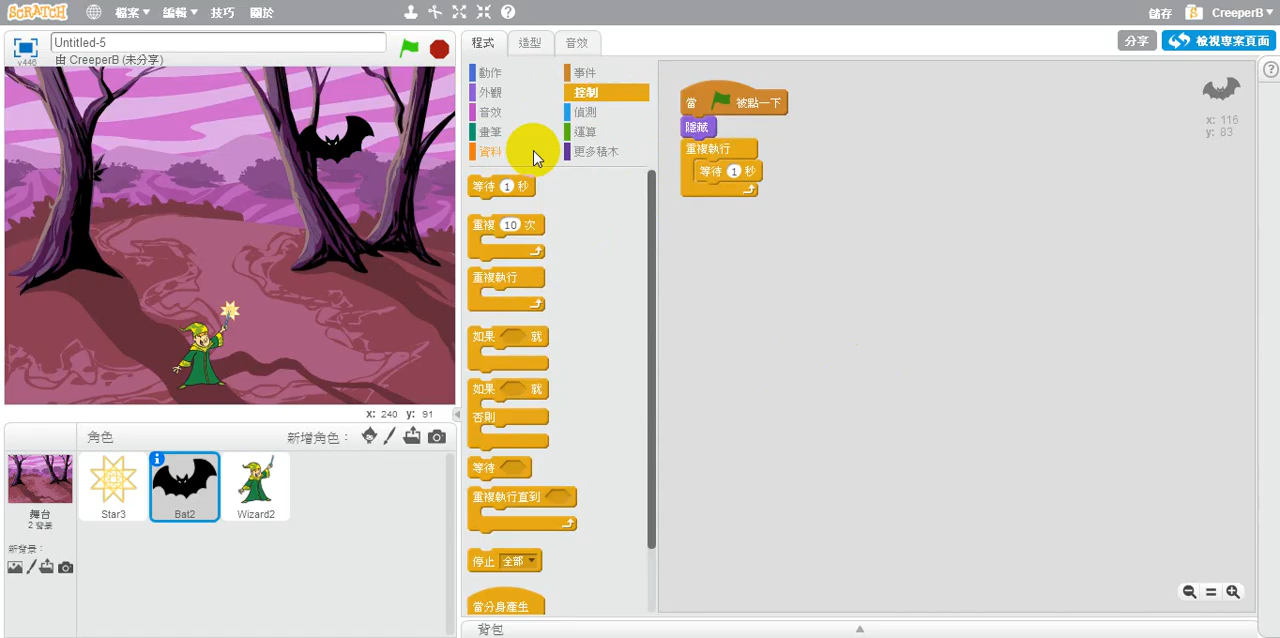 SCRATCH 檔案▼ 編輯▼ 技巧 關於 儲存 CreeperB▼
Untitled-5
v446 由 CreeperB (未分享)
程式 造型 音效
分享 檢視專案頁面
動作 事件
外觀 控制
音效 偵測
畫筆 運算
資料 更多積木
等待 1 秒
重複 10 次
重複執行
如果 就
如果 就
否則
等待
重複執行直到
停止 全部
當分身產生
當 被點一下
隱藏
重複執行
等待 1 秒
x: 116
y: 83
x: 240 y: 91
角色 新增角色：
舞台
2 背景
新背景：
Star3 Bat2 Wizard2
背包